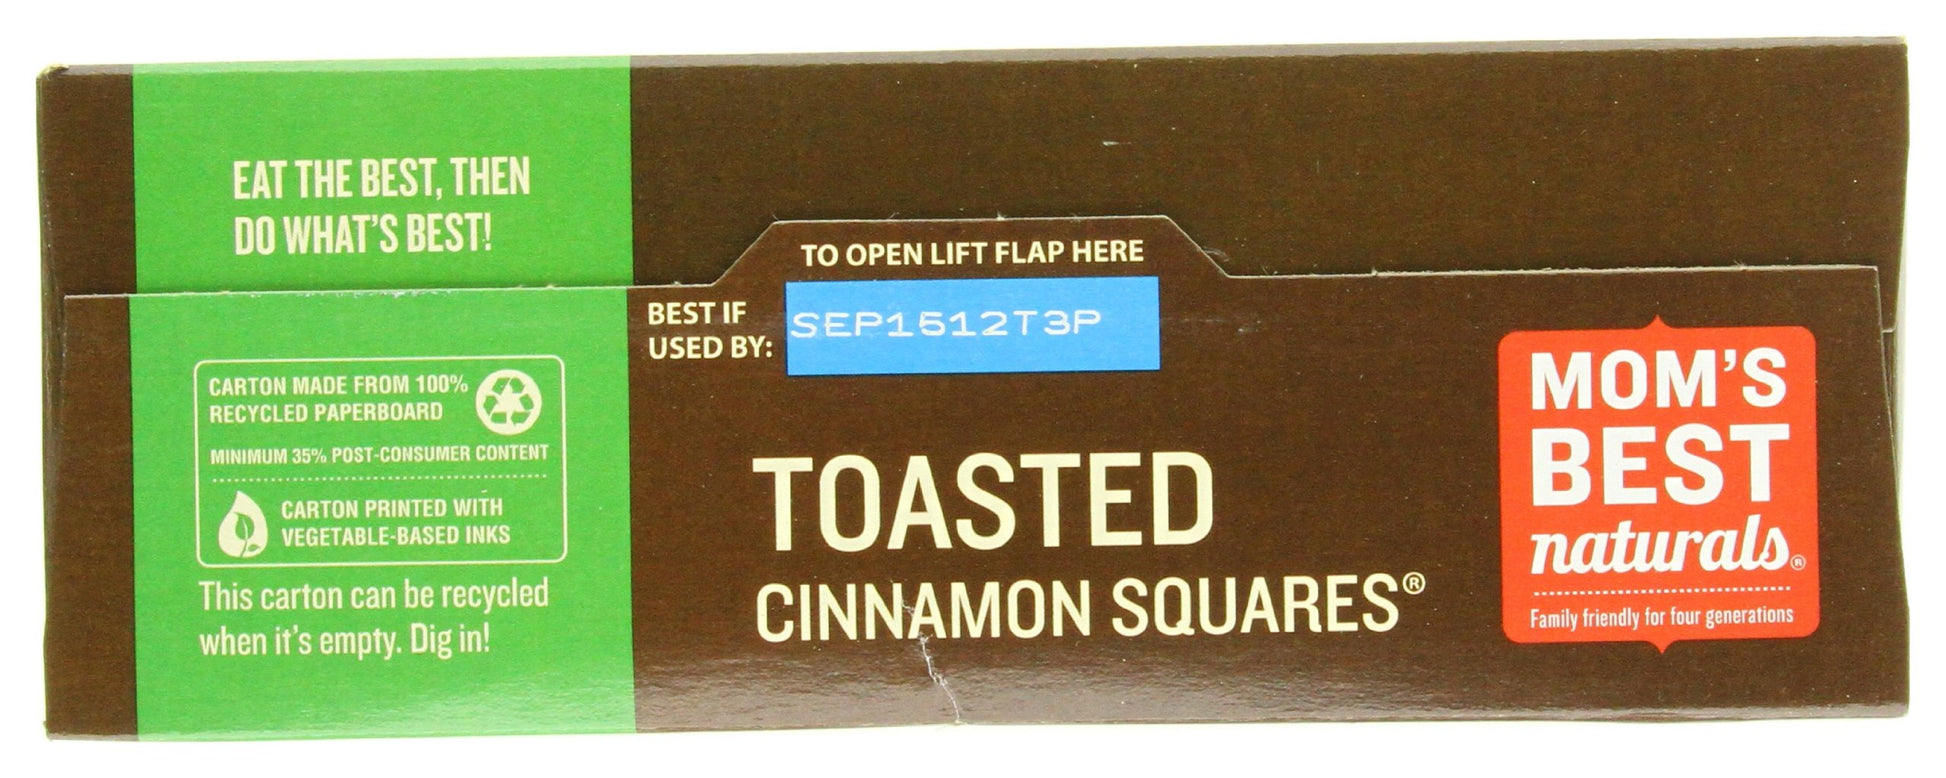 EAT THE BEST, THEN
DO WHAT'S BEST!
TO OPEN LIFT FLAP HERE
BEST IF
USED BY:
SEP1512T3P
CARTON MADE FROM 100%
RECYCLED PAPERBOARD
MINIMUM 35% POST-CONSUMER CONTENT
CARTON PRINTED WITH
VEGETABLE-BASED INKS
This carton can be recycled
when it's empty. Dig in!
TOASTED
CINNAMON SQUARES®
MOM'S
BEST
naturals®
Family friendly for four generations